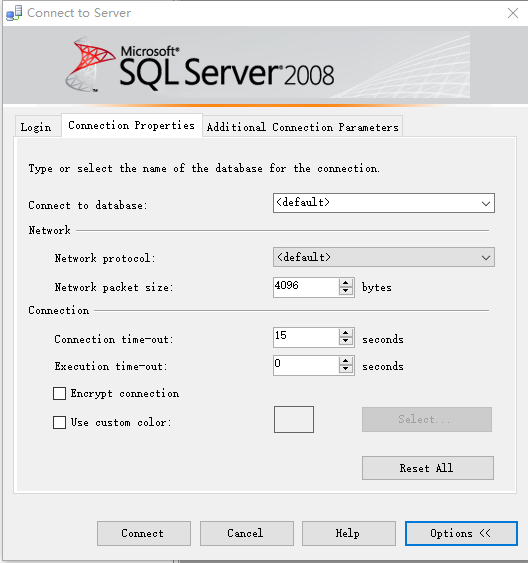 Connect to Server
Microsoft®
SQL Server® 2008
Login Connection Properties Additional Connection Parameters
Type or select the name of the database for the connection.
Connect to database: <default>
Network
Network protocol: <default>
Network packet size: 4096 bytes
Connection
Connection time-out: 15 seconds
Execution time-out: 0 seconds
Encrypt connection
Use custom color: Select...
Reset All
Connect Cancel Help Options <<